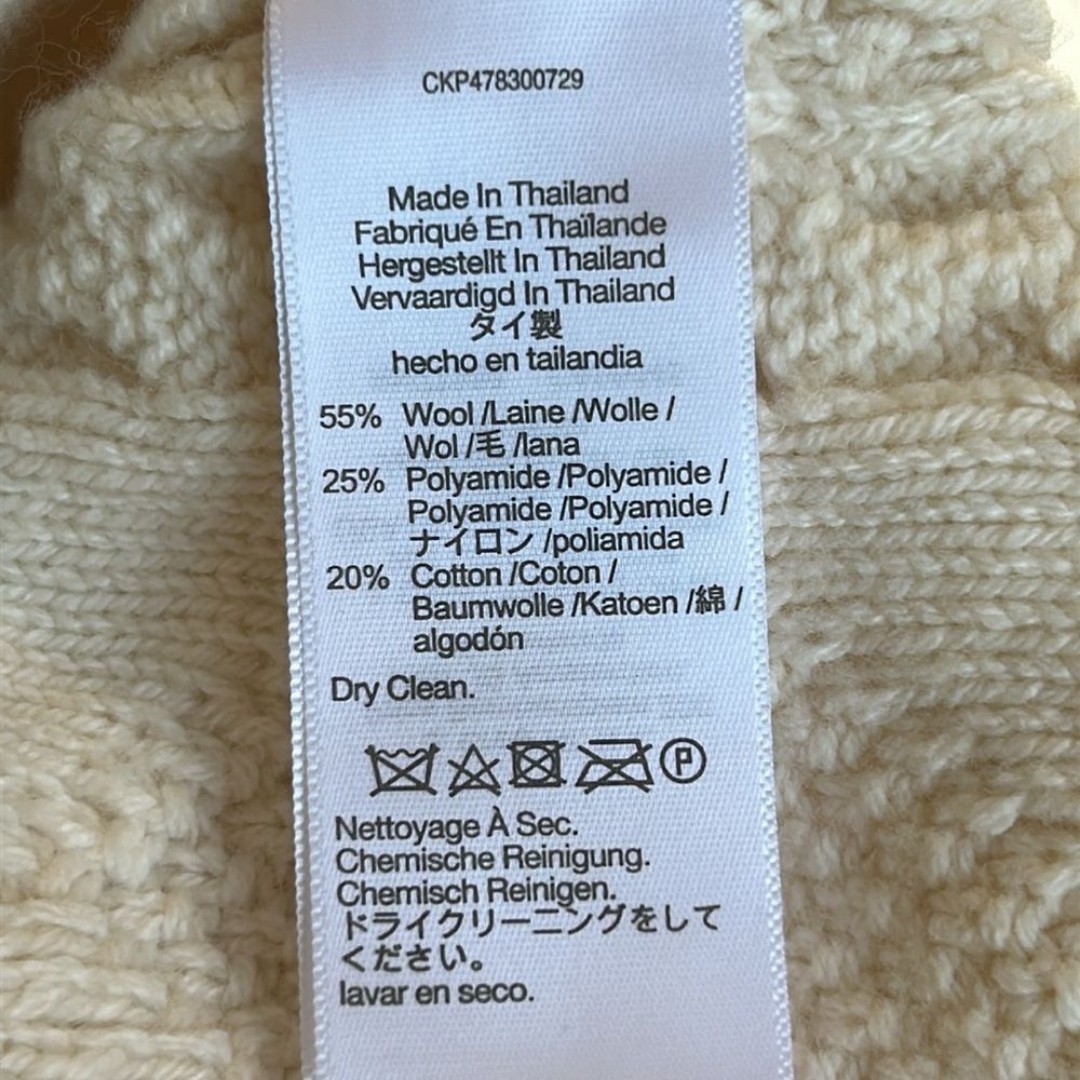 CKP478300729
Made In Thailand
Fabriqué En Thaïlande
Hergestellt In Thailand
Vervaardigd In Thailand
タイ製
hecho en tailandia
55% Wool /Laine /Wolle /
Wol /毛 /lana
25% Polyamide /Polyamide /
Polyamide /Polyamide /
ナイロン /poliamida
20% Cotton /Coton /
Baumwolle /Katoen /綿 /
algodón
Dry Clean.
P
Nettoyage À Sec.
Chemische Reinigung.
Chemisch Reinigen.
ドライクリーニングをして
ください。
lavar en seco.